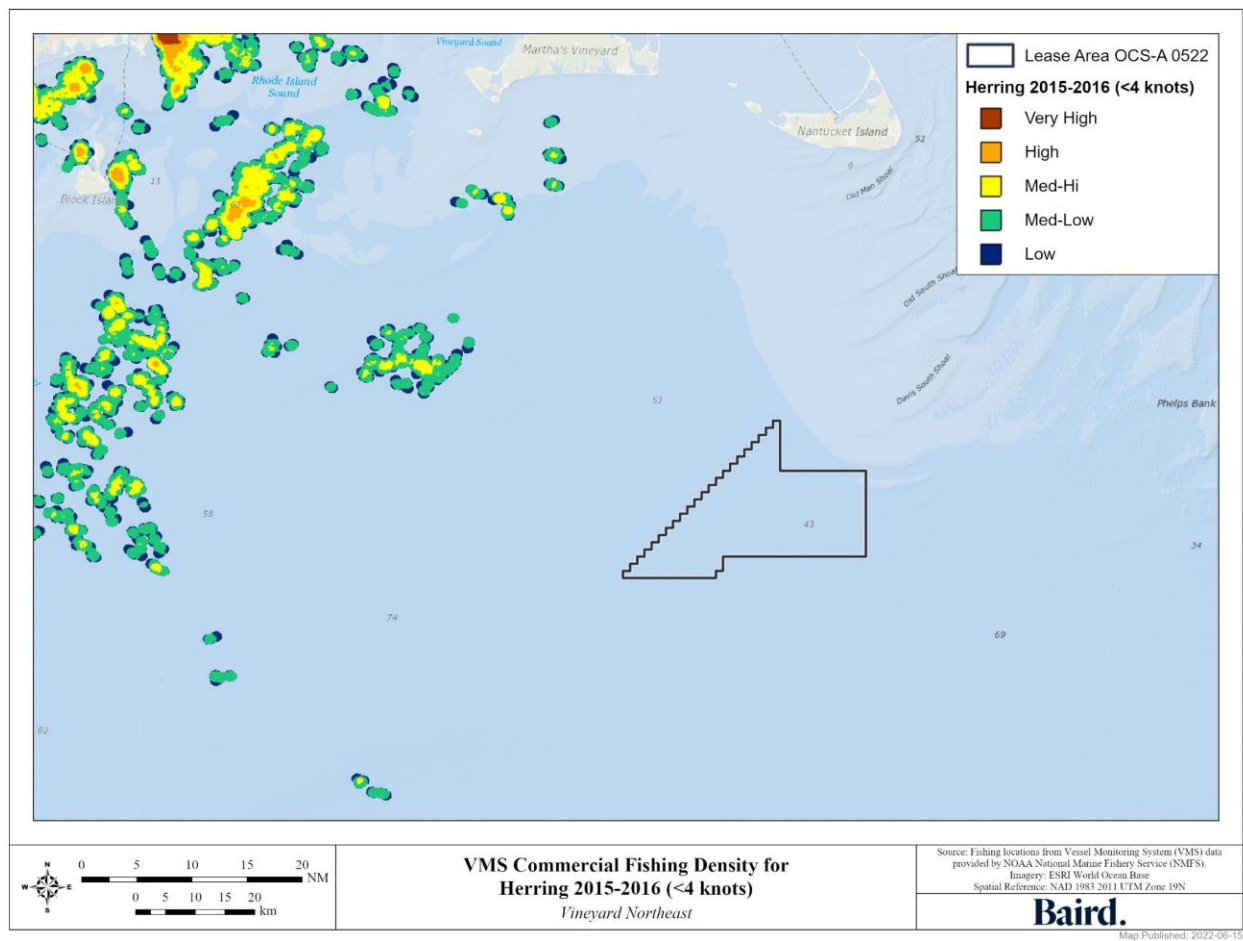 Vineyard Sound
Martha's Vineyard
Rhode Island
Sound
Nantucket Island
52
6
Old Man Shoal
Block Island
15
Old South Shoal
Davis South Shoal
53
Phelps Bank
58
43
34
74
69
82
Lease Area OCS-A 0522
Herring 2015-2016 (<4 knots)
Very High
High
Med-Hi
Med-Low
Low
N
W E
S
0 5 10 15 20
NM
0 5 10 15 20
km
VMS Commercial Fishing Density for
Herring 2015-2016 (<4 knots)
Vineyard Northeast
Source: Fishing locations from Vessel Monitoring System (VMS) data
provided by NOAA National Marine Fishery Service (NMFS).
Imagery: ESRI World Ocean Base
Spatial Reference: NAD 1983 2011 UTM Zone 19N
Baird.
Map Published: 2022-06-15